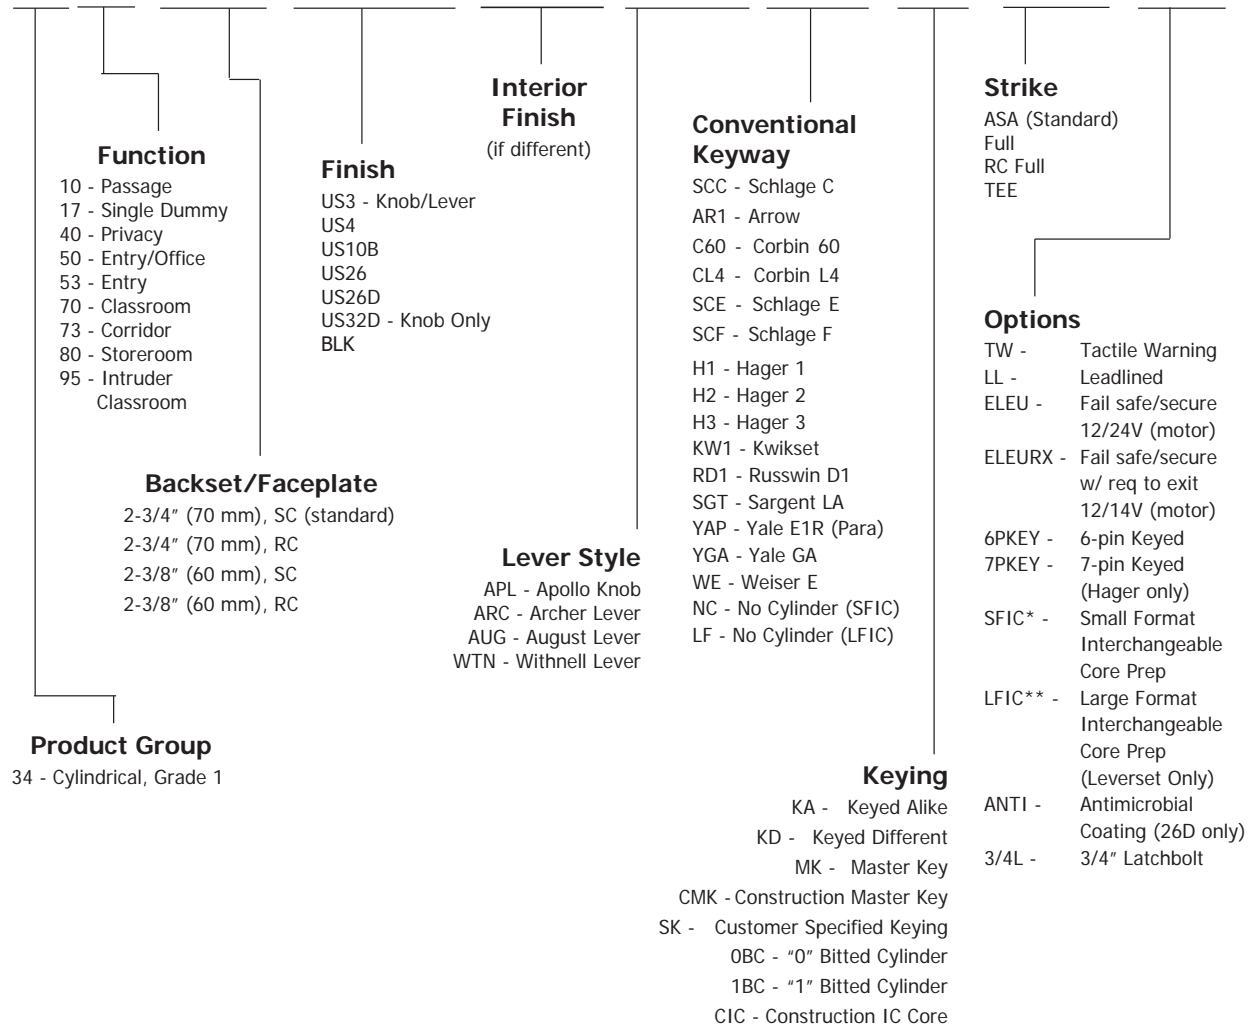 Function
10 - Passage
17 - Single Dummy
40 - Privacy
50 - Entry/Office
53 - Entry
70 - Classroom
73 - Corridor
80 - Storeroom
95 - Intruder
Classroom
Backset/Faceplate
2-3/4" (70 mm), SC (standard)
2-3/4" (70 mm), RC
2-3/8" (60 mm), SC
2-3/8" (60 mm), RC
Product Group
34 - Cylindrical, Grade 1
Finish
US3 - Knob/Lever
US4
US10B
US26
US26D
US32D - Knob Only
BLK
Interior
Finish
(if different)
Lever Style
APL - Apollo Knob
ARC - Archer Lever
AUG - August Lever
WTN - Withnell Lever
Conventional
Keyway
SCC - Schlage C
AR1 - Arrow
C60 - Corbin 60
CL4 - Corbin L4
SCE - Schlage E
SCF - Schlage F
H1 - Hager 1
H2 - Hager 2
H3 - Hager 3
KW1 - Kwikset
RD1 - Russwin D1
SGT - Sargent LA
YAP - Yale E1R (Para)
YGA - Yale GA
WE - Weiser E
NC - No Cylinder (SFIC)
LF - No Cylinder (LFIC)
Keying
KA - Keyed Alike
KD - Keyed Different
MK - Master Key
CMK - Construction Master Key
SK - Customer Specified Keying
0BC - "0" Bitted Cylinder
1BC - "1" Bitted Cylinder
CIC - Construction IC Core
Strike
ASA (Standard)
Full
RC Full
TEE
Options
TW - Tactile Warning
LL - Leadlined
ELEU - Fail safe/secure
12/24V (motor)
ELEURX - Fail safe/secure
w/ req to exit
12/14V (motor)
6PKEY - 6-pin Keyed
7PKEY - 7-pin Keyed
(Hager only)
SFIC* - Small Format
Interchangeable
Core Prep
LFIC** - Large Format
Interchangeable
Core Prep
(Leverset Only)
ANTI - Antimicrobial
Coating (26D only)
3/4L - 3/4" Latchbolt